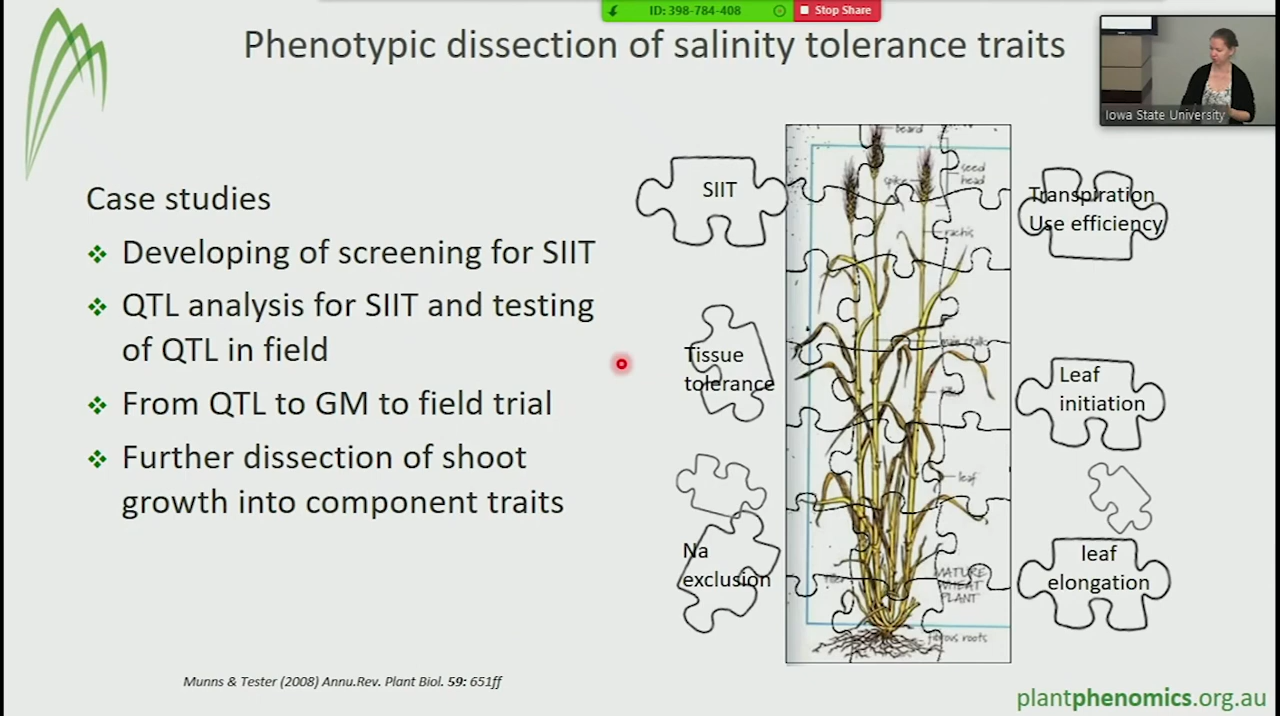 ID: 398-784-408
Stop Share
Phenotypic dissection of salinity tolerance traits
Iowa State University
Case studies
Developing of screening for SIIT
QTL analysis for SIIT and testing
of QTL in field
From QTL to GM to field trial
Further dissection of shoot
growth into component traits
SIIT
Tissue
tolerance
Na
exclusion
beard
spike
seed
head
rachis
main stalk
leaf
MATURE
WHEAT
PLANT
fibrous roots
Transpiration
Use efficiency
Leaf
initiation
leaf
elongation
Munns & Tester (2008) Annu.Rev. Plant Biol. 59: 651ff
plantphenomics.org.au